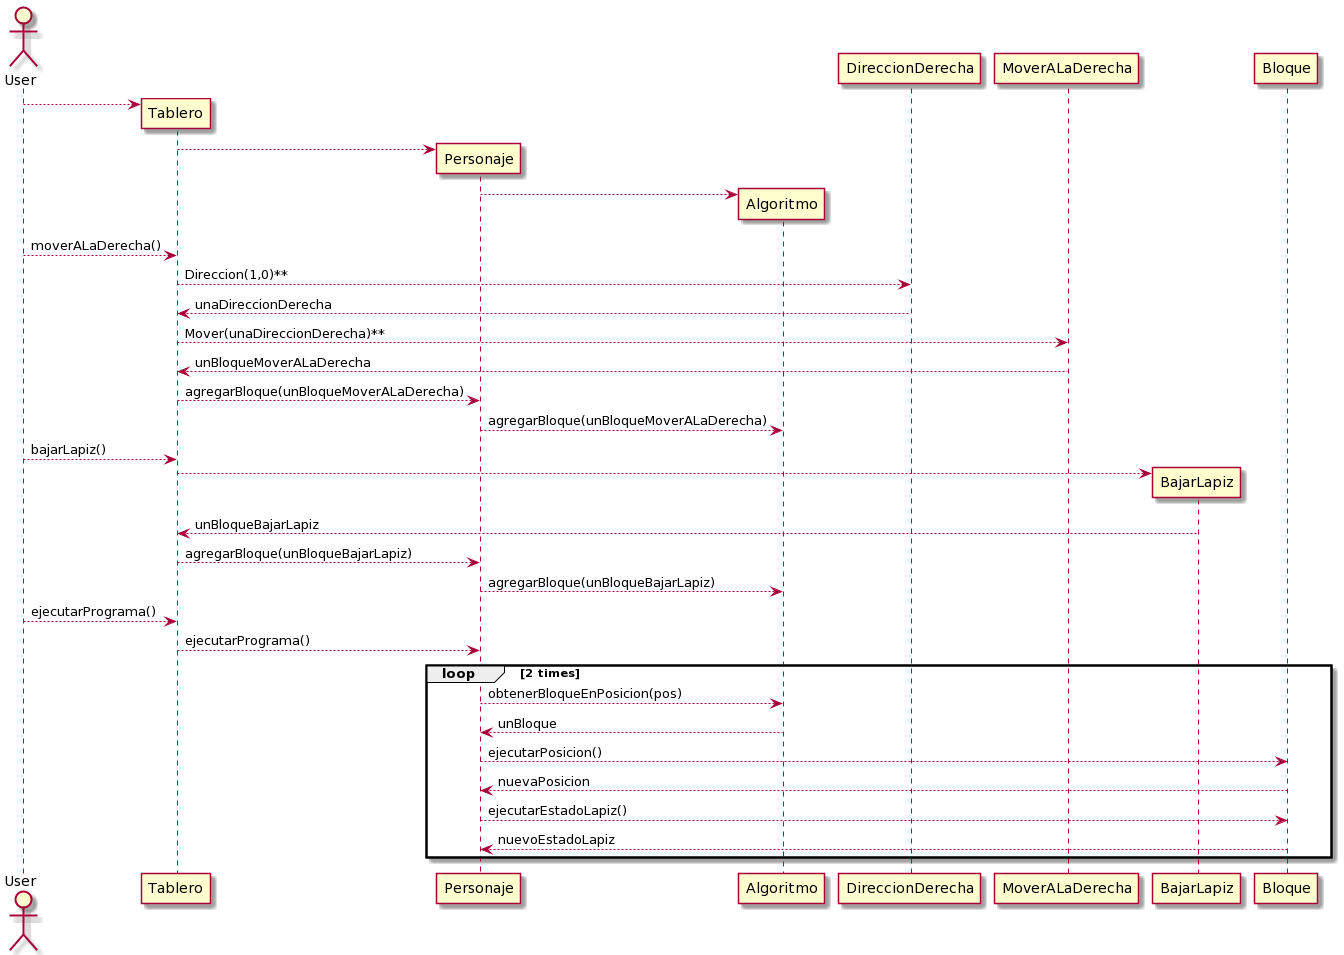 User
DireccionDerecha
MoverALaDerecha
Bloque
Tablero
Personaje
Algoritmo
moverALaDerecha()
Direccion(1,0)**
unaDireccionDerecha
Mover(unaDireccionDerecha)**
unBloqueMoverALaDerecha
agregarBloque(unBloqueMoverALaDerecha)
agregarBloque(unBloqueMoverALaDerecha)
bajarLapiz()
BajarLapiz
unBloqueBajarLapiz
agregarBloque(unBloqueBajarLapiz)
agregarBloque(unBloqueBajarLapiz)
ejecutarPrograma()
ejecutarPrograma()
loop [2 times]
obtenerBloqueEnPosicion(pos)
unBloque
ejecutarPosicion()
nuevaPosicion
ejecutarEstadoLapiz()
nuevoEstadoLapiz
User
Tablero
Personaje
Algoritmo
DireccionDerecha
MoverALaDerecha
BajarLapiz
Bloque